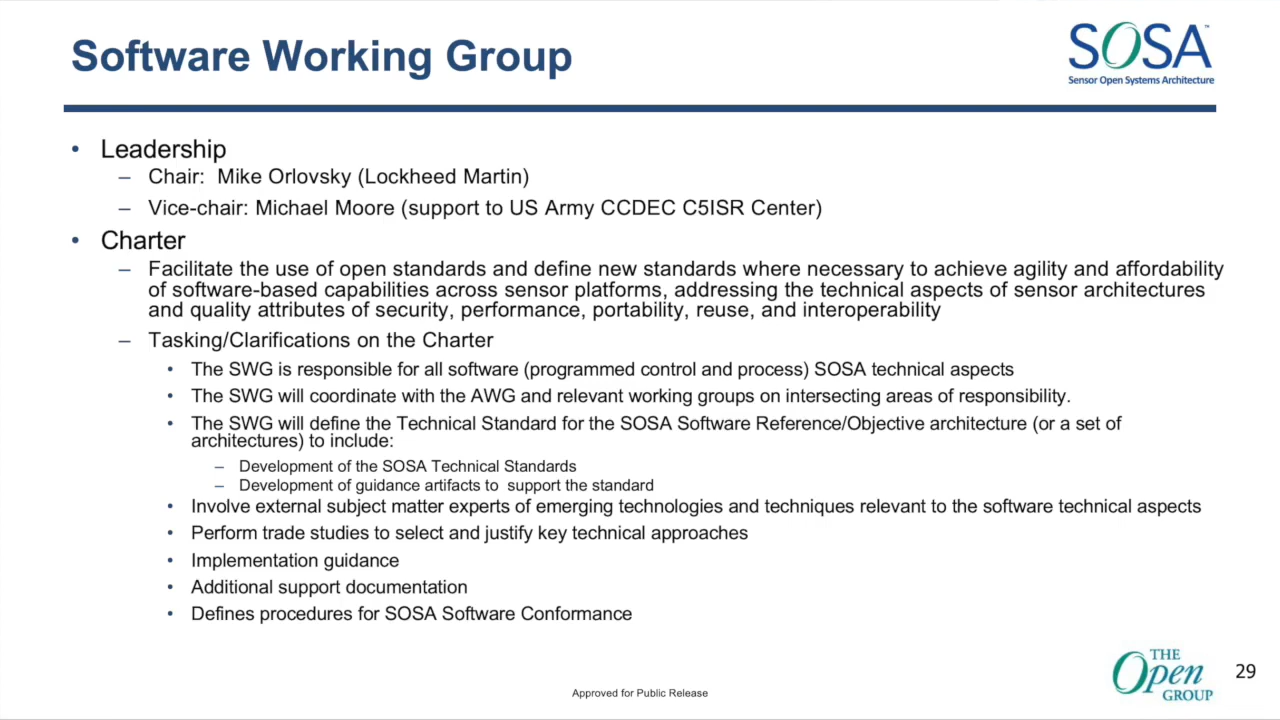 Software Working Group
SOSA™
Sensor Open Systems Architecture
• Leadership
– Chair: Mike Orlovsky (Lockheed Martin)
– Vice-chair: Michael Moore (support to US Army CCDEC C5ISR Center)
• Charter
– Facilitate the use of open standards and define new standards where necessary to achieve agility and affordability
of software-based capabilities across sensor platforms, addressing the technical aspects of sensor architectures
and quality attributes of security, performance, portability, reuse, and interoperability
– Tasking/Clarifications on the Charter
• The SWG is responsible for all software (programmed control and process) SOSA technical aspects
• The SWG will coordinate with the AWG and relevant working groups on intersecting areas of responsibility.
• The SWG will define the Technical Standard for the SOSA Software Reference/Objective architecture (or a set of
architectures) to include:
– Development of the SOSA Technical Standards
– Development of guidance artifacts to support the standard
• Involve external subject matter experts of emerging technologies and techniques relevant to the software technical aspects
• Perform trade studies to select and justify key technical approaches
• Implementation guidance
• Additional support documentation
• Defines procedures for SOSA Software Conformance
THE
Open
GROUP
29
Approved for Public Release